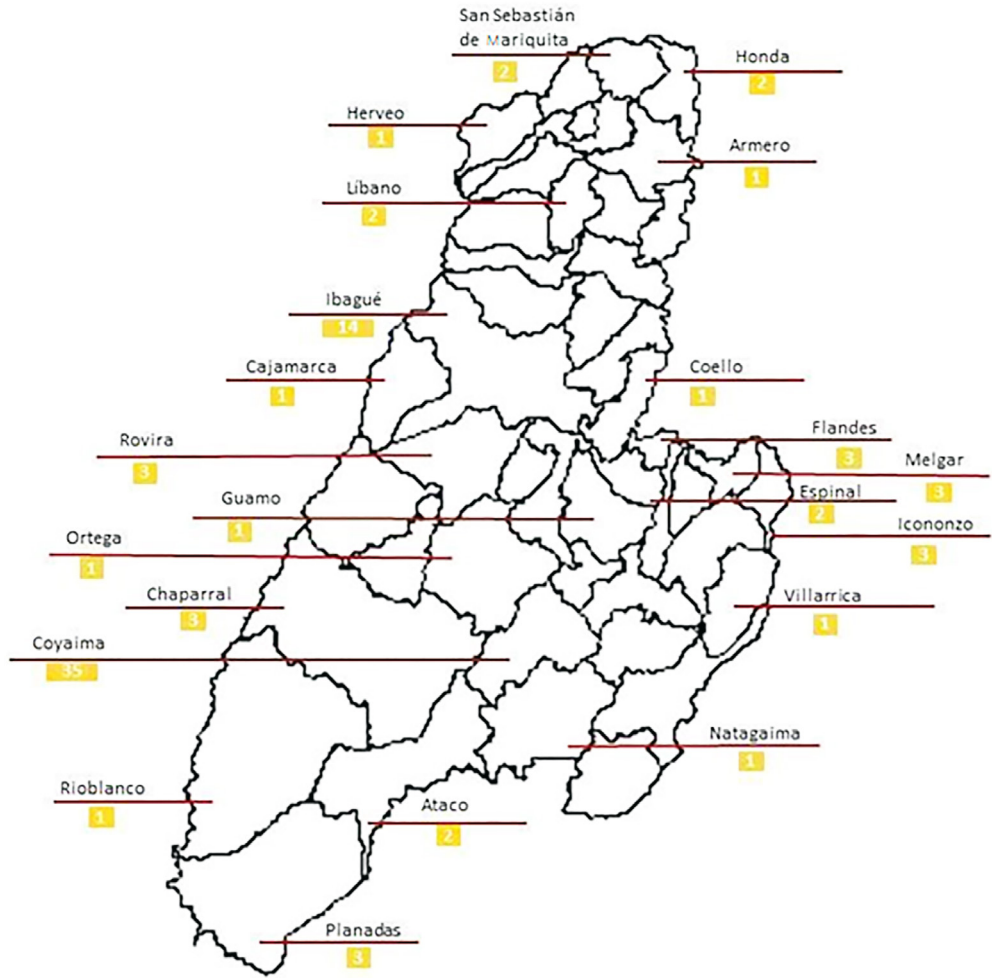 San Sebastián
de Mariquita
2
Honda
2
Herveo
1
Armero
1
Líbano
2
Ibagué
14
Cajamarca
1
Coello
1
Rovira
3
Flandes
3
Melgar
3
Guamo
1
Espinal
2
Ortega
1
Icononzo
3
Chaparral
3
Villarrica
1
Coyaima
35
Natagaima
1
Rioblanco
1
Ataco
2
Planadas
3